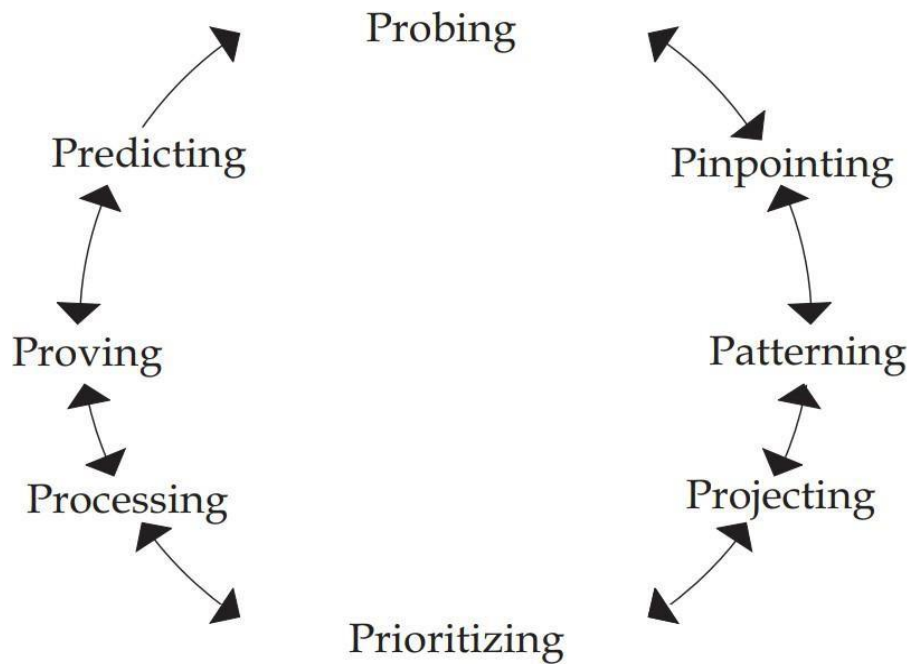 Probing
Predicting
Pinpointing
Proving
Patterning
Processing
Projecting
Prioritizing